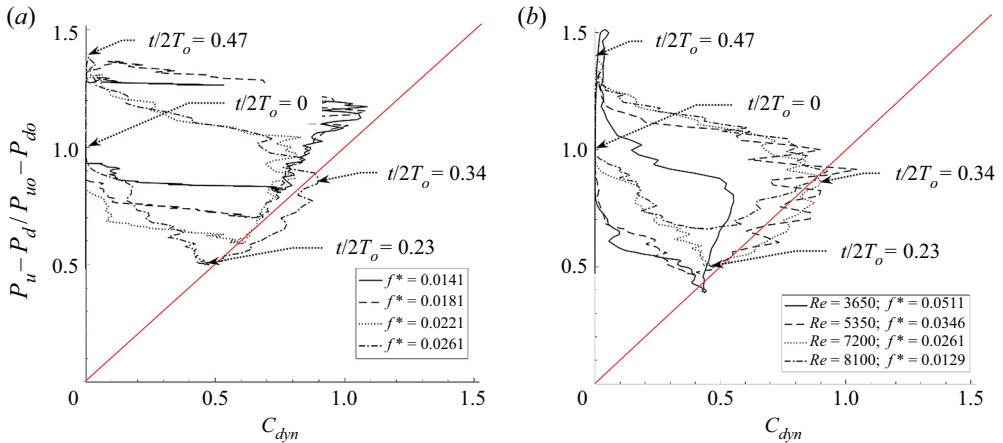 (a)
1.5
1.0
0.5
0
0.5
1.0
1.5
P_u – P_d / P_uo – P_do
C_dyn
t/2T_o = 0.47
t/2T_o = 0
t/2T_o = 0.34
t/2T_o = 0.23
f* = 0.0141
f* = 0.0181
f* = 0.0221
f* = 0.0261
(b)
1.5
1.0
0.5
0
0.5
1.0
1.5
C_dyn
t/2T_o = 0.47
t/2T_o = 0
t/2T_o = 0.34
t/2T_o = 0.23
Re = 3650; f* = 0.0511
Re = 5350; f* = 0.0346
Re = 7200; f* = 0.0261
Re = 8100; f* = 0.0129